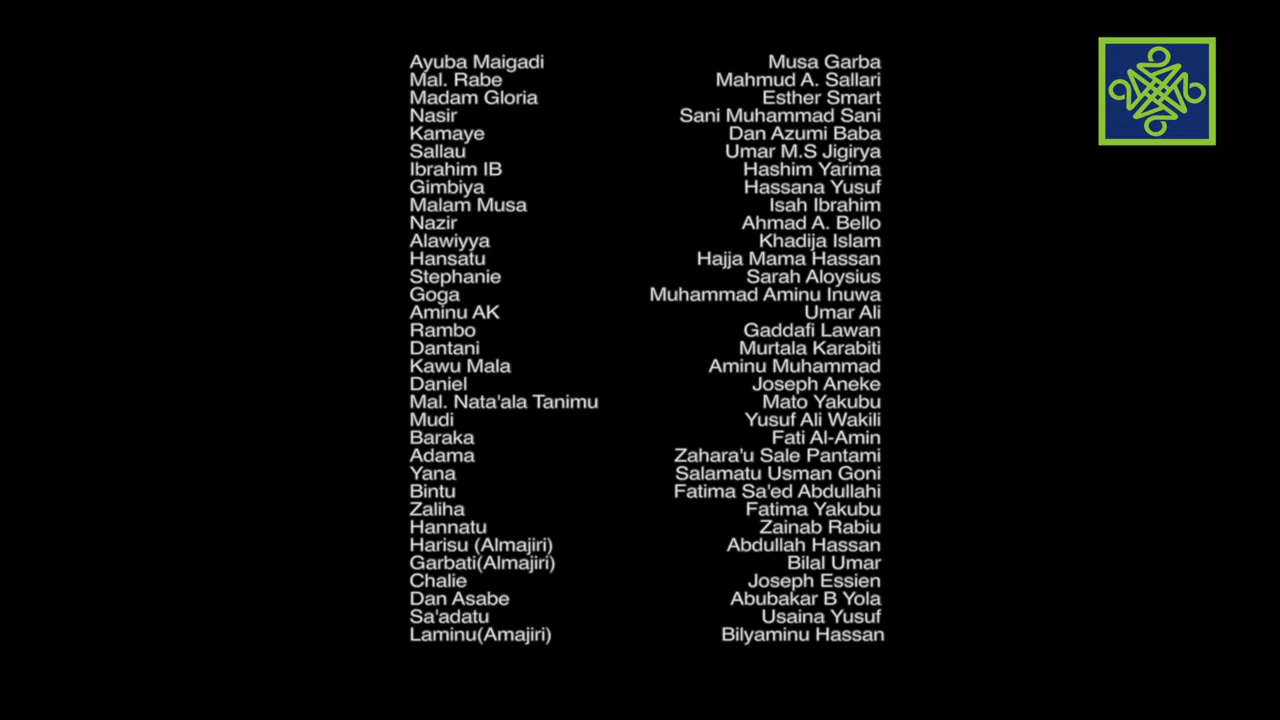 Ayuba Maigadi Musa Garba
Mal. Rabe Mahmud A. Sallari
Madam Gloria Esther Smart
Nasir Sani Muhammad Sani
Kamaye Dan Azumi Baba
Sallau Umar M.S Jigirya
Ibrahim IB Hashim Yarima
Gimbiya Hassana Yusuf
Malam Musa Isah Ibrahim
Nazir Ahmad A. Bello
Alawiyya Khadija Islam
Hansatu Hajja Mama Hassan
Stephanie Sarah Aloysius
Goga Muhammad Aminu Inuwa
Aminu AK Umar Ali
Rambo Gaddafi Lawan
Dantani Murtala Karabiti
Kawu Mala Aminu Muhammad
Daniel Joseph Aneke
Mal. Nata'ala Tanimu Mato Yakubu
Mudi Yusuf Ali Wakili
Baraka Fati Al-Amin
Adama Zahara'u Sale Pantami
Yana Salamatu Usman Goni
Bintu Fatima Sa'ed Abdullahi
Zaliha Fatima Yakubu
Hannatu Zainab Rabiu
Harisu (Almajiri) Abdullah Hassan
Garbati(Almajiri) Bilal Umar
Chalie Joseph Essien
Dan Asabe Abubakar B Yola
Sa'adatu Usaina Yusuf
Laminu(Amajiri) Bilyaminu Hassan